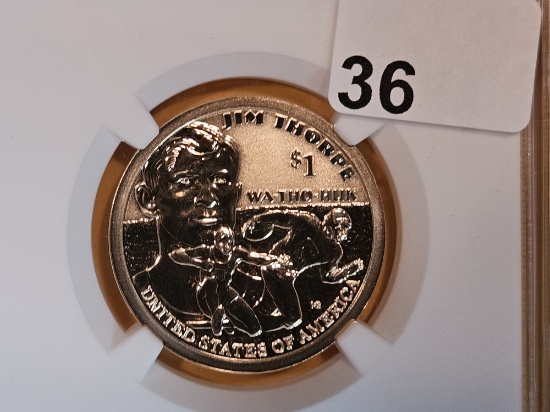 36
JIM THORPE
$1
WA-THO-HUK
UNITED STATES OF AMERICA